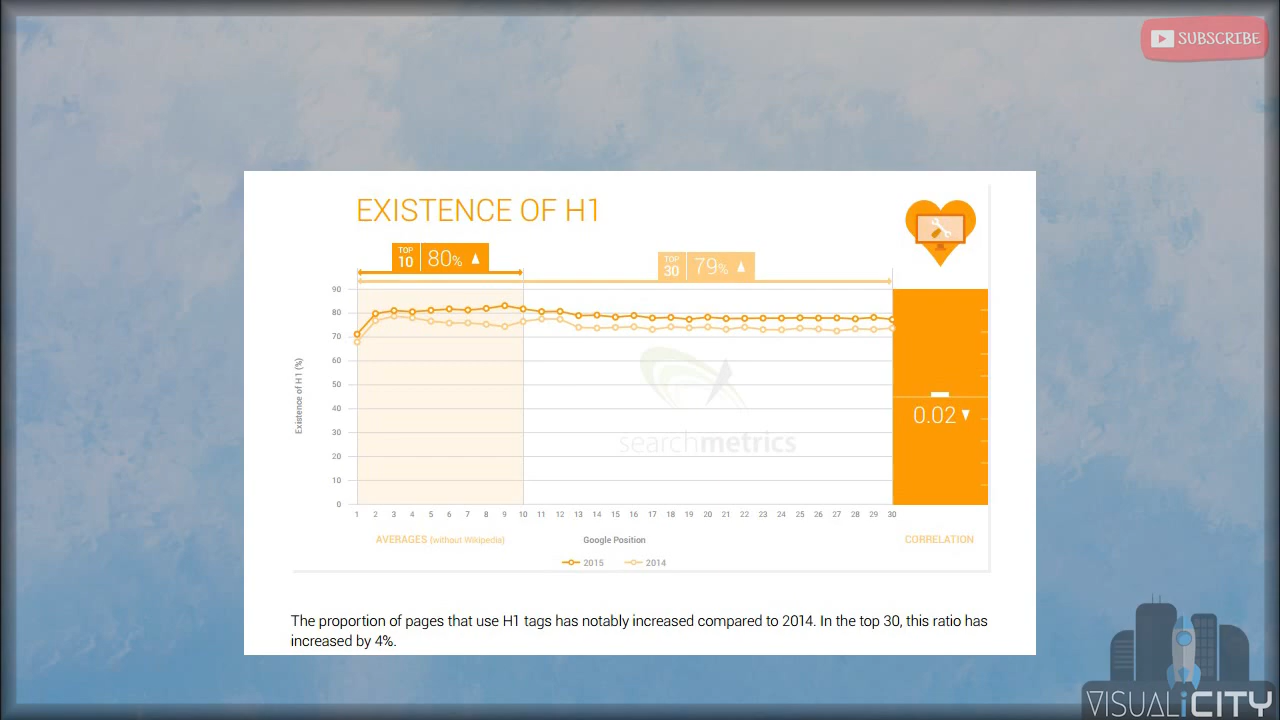 SUBSCRIBE
EXISTENCE OF H1
TOP 10 80% ▲
TOP 30 79% ▲
90
80
70
60
50
40
30
20
10
0
Existence of H1 (%)
searchmetrics
0.02 ▼
1 2 3 4 5 6 7 8 9 10 11 12 13 14 15 16 17 18 19 20 21 22 23 24 25 26 27 28 29 30
AVERAGES (without Wikipedia)
Google Position
CORRELATION
2015 2014
The proportion of pages that use H1 tags has notably increased compared to 2014. In the top 30, this ratio has
increased by 4%.
VISUALiCITY